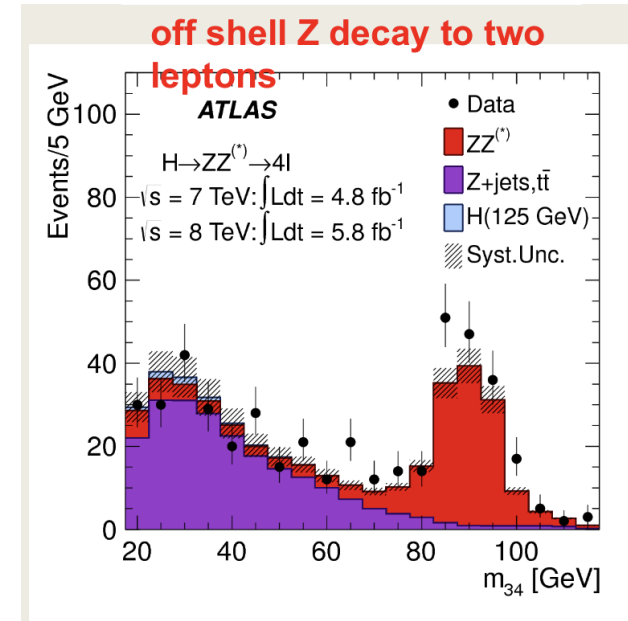 off shell Z decay to two
leptons
ATLAS
H→ZZ(*)→4l
√s = 7 TeV:∫Ldt = 4.8 fb-1
√s = 8 TeV:∫Ldt = 5.8 fb-1
Data
ZZ(*)
Z+jets,tt̄
H(125 GeV)
Syst.Unc.
Events/5 GeV
100
80
60
40
20
0
20 40 60 80 100
m34 [GeV]